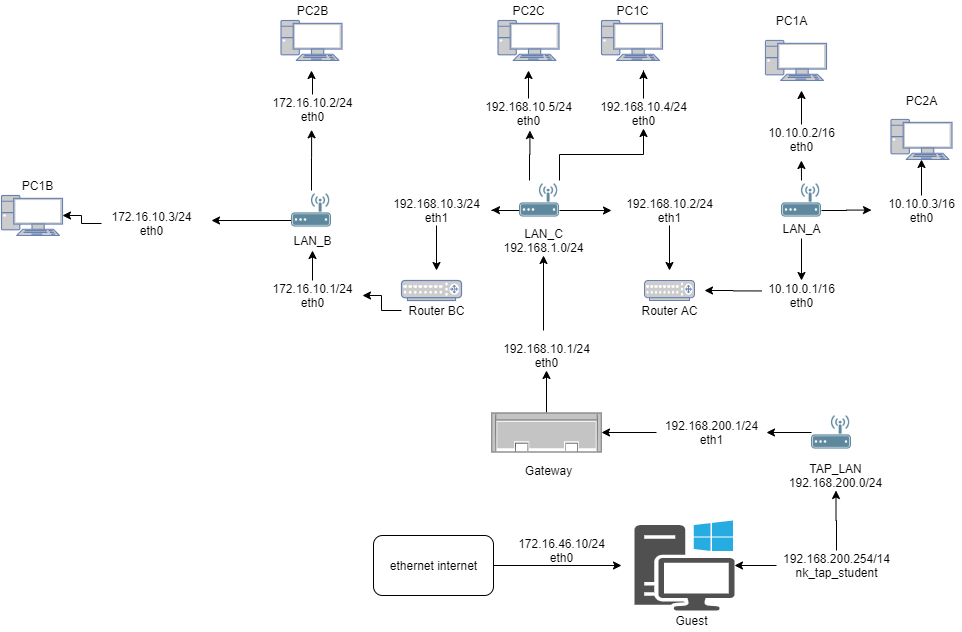 PC2B
PC2C
PC1C
PC1A
PC2A
172.16.10.2/24
eth0
192.168.10.5/24
eth0
192.168.10.4/24
eth0
10.10.0.2/16
eth0
PC1B
172.16.10.3/24
eth0
LAN_B
192.168.10.3/24
eth1
LAN_C
192.168.1.0/24
192.168.10.2/24
eth1
LAN_A
10.10.0.3/16
eth0
172.16.10.1/24
eth0
Router BC
Router AC
10.10.0.1/16
eth0
192.168.10.1/24
eth0
Gateway
192.168.200.1/24
eth1
TAP_LAN
192.168.200.0/24
ethernet internet
172.16.46.10/24
eth0
Guest
192.168.200.254/14
nk_tap_student